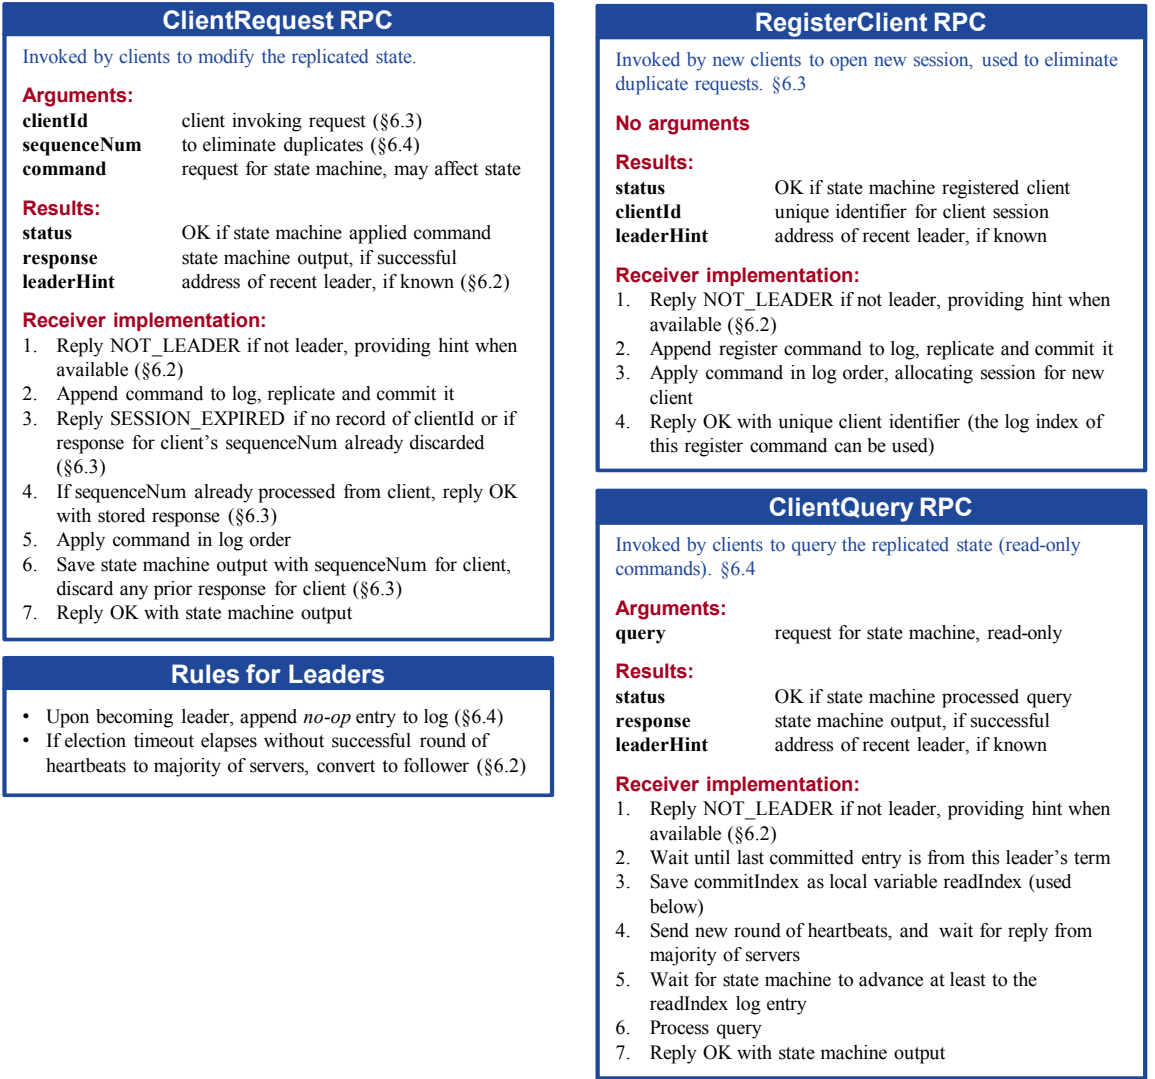 ClientRequest RPC
Invoked by clients to modify the replicated state.
Arguments:
clientId client invoking request (§6.3)
sequenceNum to eliminate duplicates (§6.4)
command request for state machine, may affect state
Results:
status OK if state machine applied command
response state machine output, if successful
leaderHint address of recent leader, if known (§6.2)
Receiver implementation:
1. Reply NOT_LEADER if not leader, providing hint when
available (§6.2)
2. Append command to log, replicate and commit it
3. Reply SESSION_EXPIRED if no record of clientId or if
response for client's sequenceNum already discarded
(§6.3)
4. If sequenceNum already processed from client, reply OK
with stored response (§6.3)
5. Apply command in log order
6. Save state machine output with sequenceNum for client,
discard any prior response for client (§6.3)
7. Reply OK with state machine output
Rules for Leaders
• Upon becoming leader, append no-op entry to log (§6.4)
• If election timeout elapses without successful round of
heartbeats to majority of servers, convert to follower (§6.2)
RegisterClient RPC
Invoked by new clients to open new session, used to eliminate
duplicate requests. §6.3
No arguments
Results:
status OK if state machine registered client
clientId unique identifier for client session
leaderHint address of recent leader, if known
Receiver implementation:
1. Reply NOT_LEADER if not leader, providing hint when
available (§6.2)
2. Append register command to log, replicate and commit it
3. Apply command in log order, allocating session for new
client
4. Reply OK with unique client identifier (the log index of
this register command can be used)
ClientQuery RPC
Invoked by clients to query the replicated state (read-only
commands). §6.4
Arguments:
query request for state machine, read-only
Results:
status OK if state machine processed query
response state machine output, if successful
leaderHint address of recent leader, if known
Receiver implementation:
1. Reply NOT_LEADER if not leader, providing hint when
available (§6.2)
2. Wait until last committed entry is from this leader's term
3. Save commitIndex as local variable readIndex (used
below)
4. Send new round of heartbeats, and wait for reply from
majority of servers
5. Wait for state machine to advance at least to the
readIndex log entry
6. Process query
7. Reply OK with state machine output